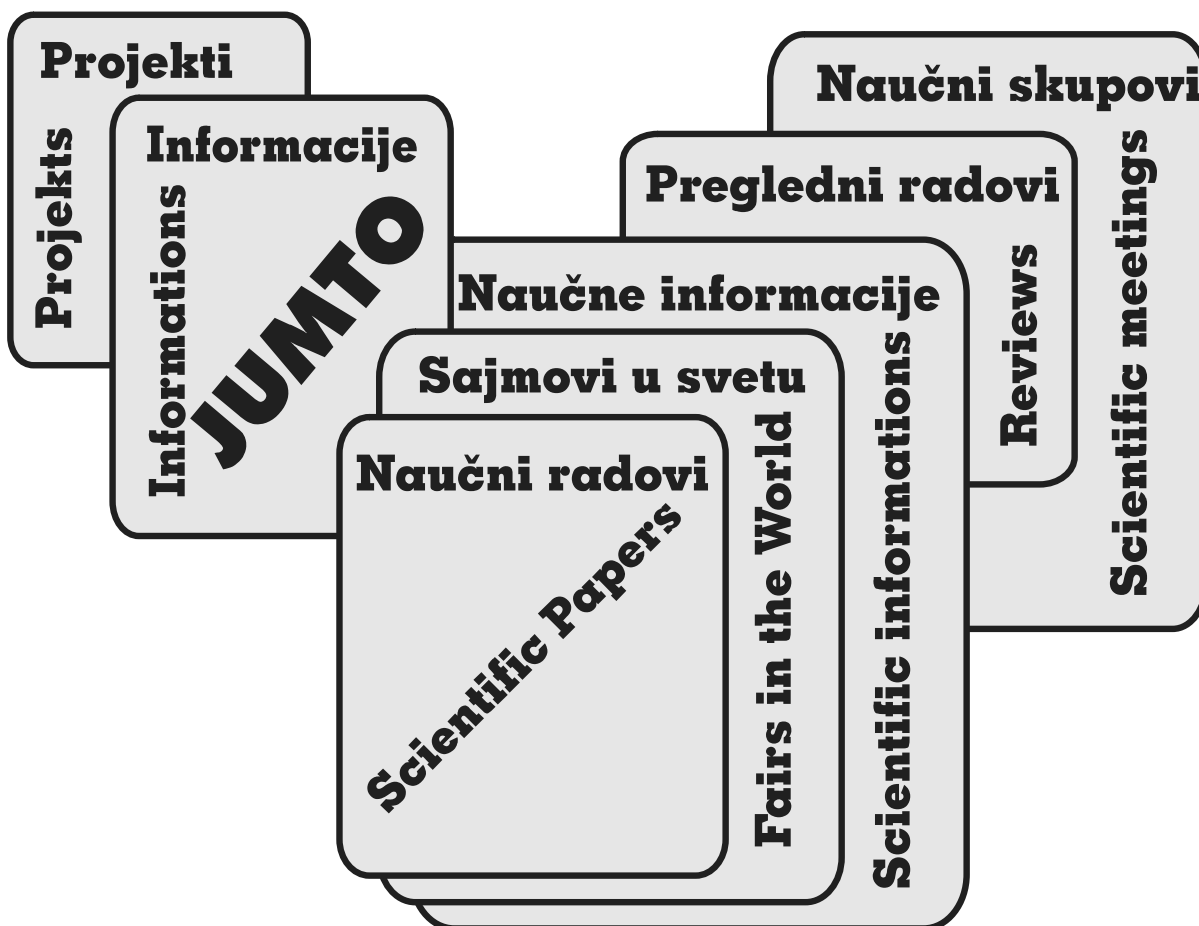 Projekti
Projekts
Informacije
Informations
JUMTO
Naučni skupovi
Scientific meetings
Pregledni radovi
Reviews
Naučne informacije
Scientific informations
Sajmovi u svetu
Fairs in the World
Naučni radovi
Scientific Papers